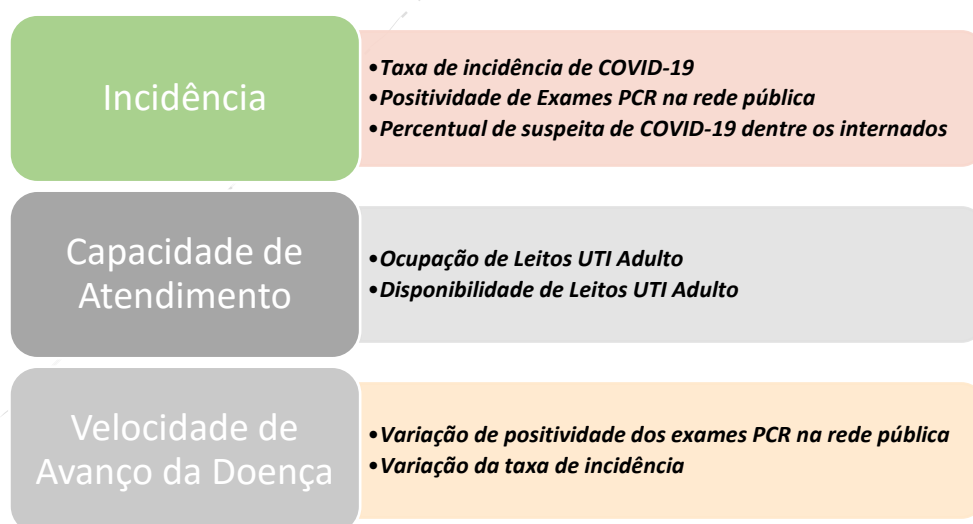 Incidência
•Taxa de incidência de COVID-19
•Positividade de Exames PCR na rede pública
•Percentual de suspeita de COVID-19 dentre os internados
Capacidade de
Atendimento
•Ocupação de Leitos UTI Adulto
•Disponibilidade de Leitos UTI Adulto
Velocidade de
Avanço da Doença
•Variação de positividade dos exames PCR na rede pública
•Variação da taxa de incidência